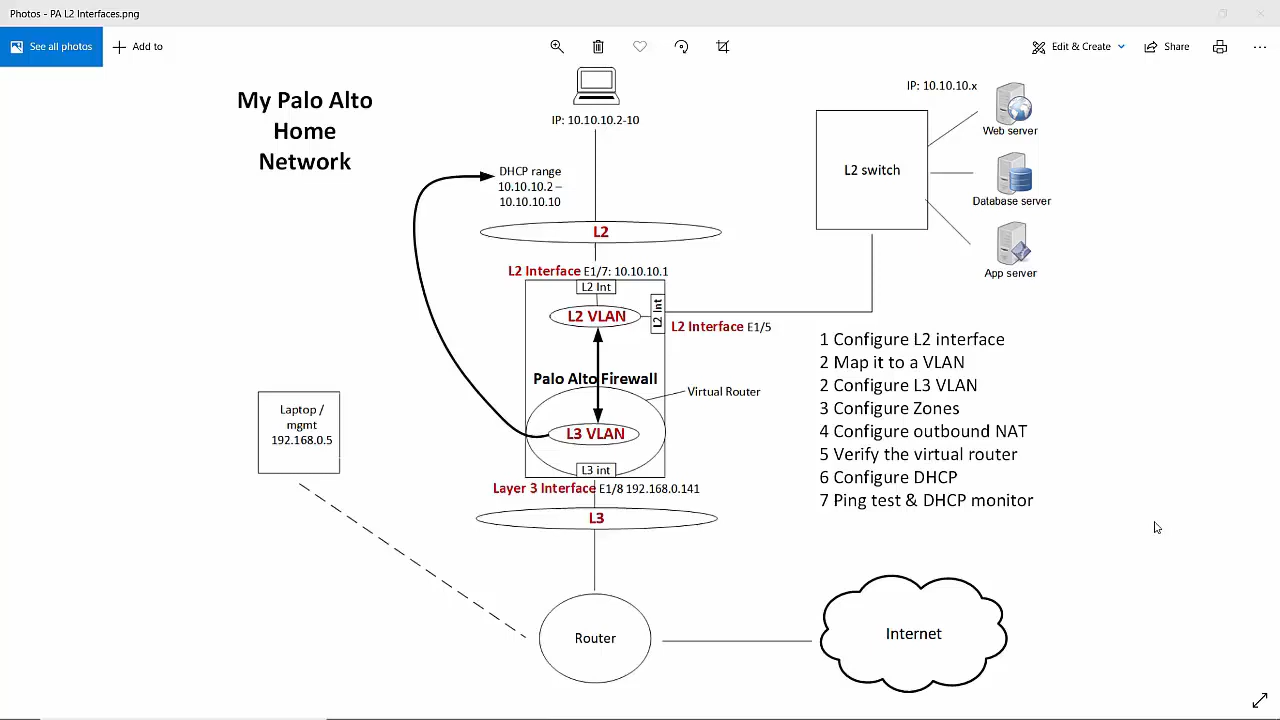 Photos - PA L2 Interfaces.png
See all photos
Add to
Edit & Create
Share
My Palo Alto
Home
Network
IP: 10.10.10.2-10
DHCP range
10.10.10.2 –
10.10.10.10
L2
L2 Interface E1/7: 10.10.10.1
L2 Int
L2 VLAN
L2 Int
L2 Interface E1/5
Palo Alto Firewall
Virtual Router
L3 VLAN
L3 int
Layer 3 Interface E1/8 192.168.0.141
L3
Router
Internet
Laptop /
mgmt
192.168.0.5
IP: 10.10.10.x
L2 switch
Web server
Database server
App server
1 Configure L2 interface
2 Map it to a VLAN
2 Configure L3 VLAN
3 Configure Zones
4 Configure outbound NAT
5 Verify the virtual router
6 Configure DHCP
7 Ping test & DHCP monitor